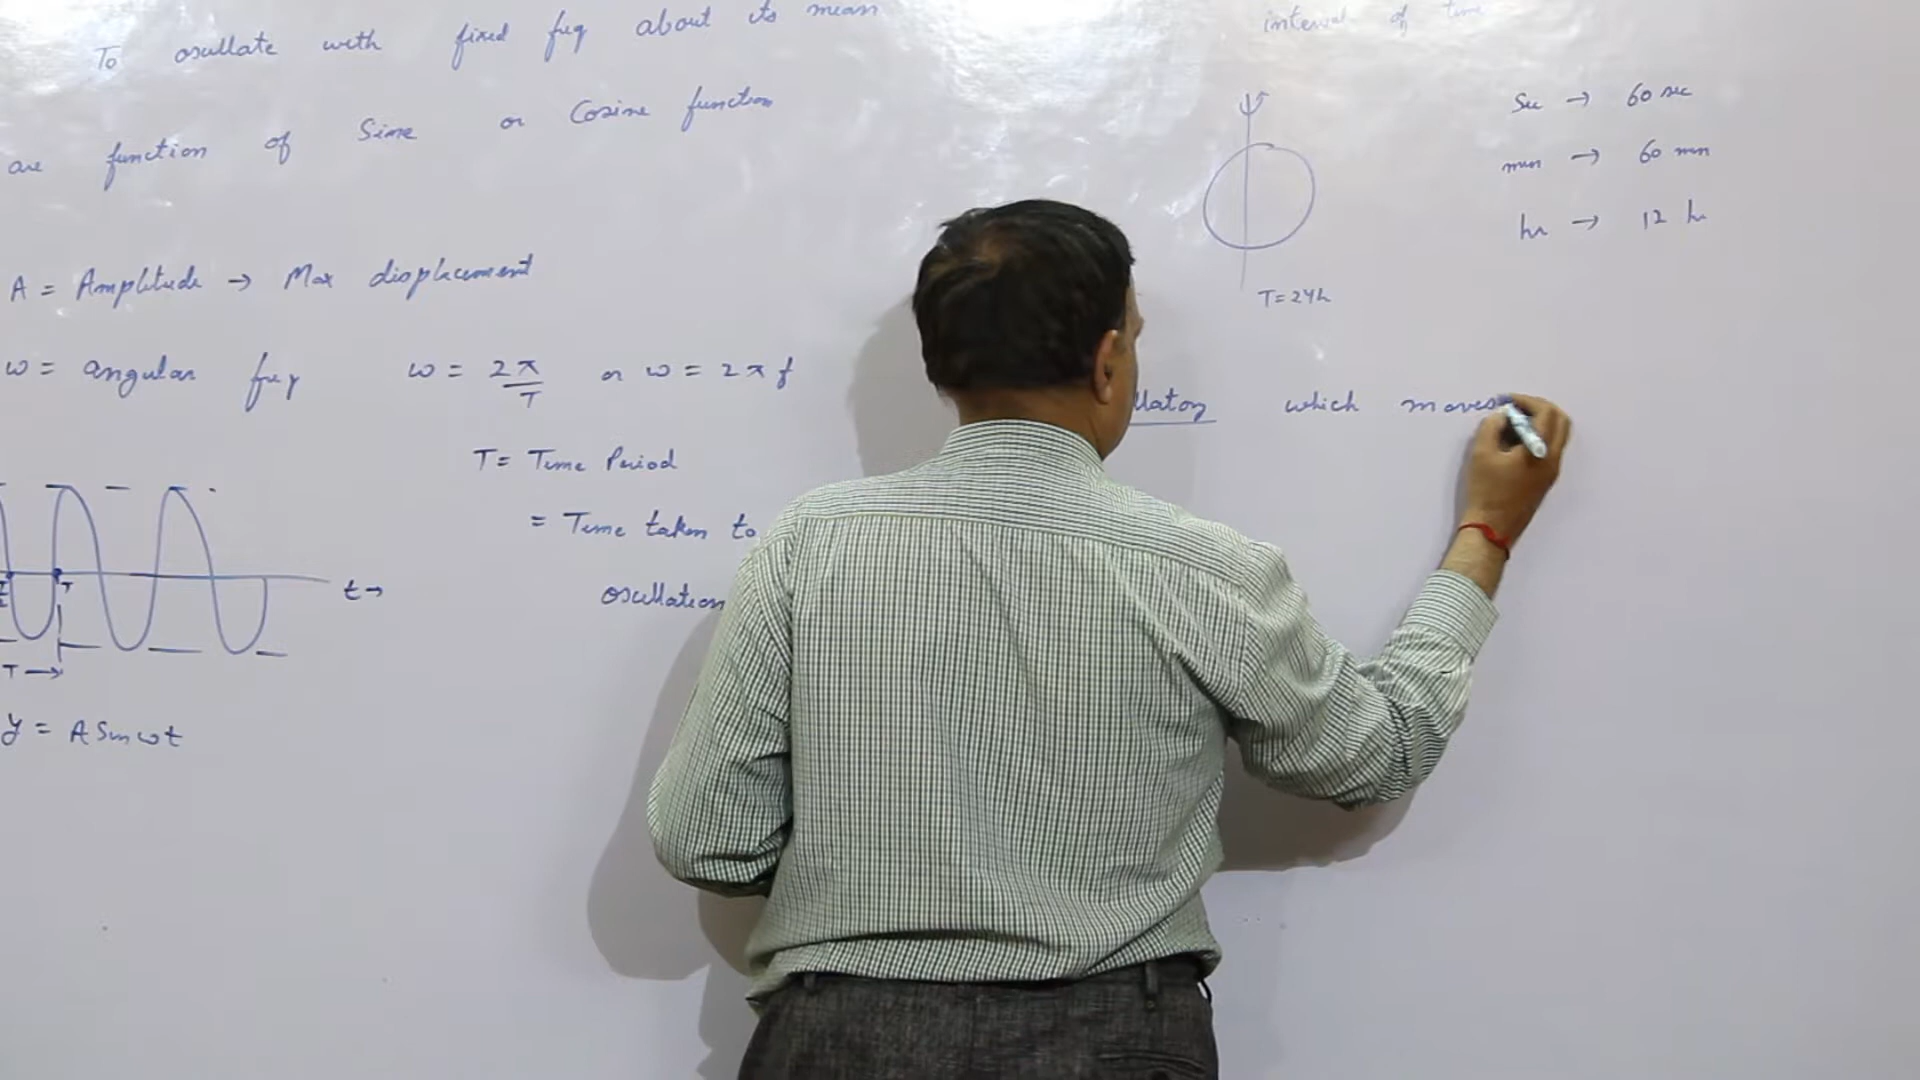 To oscillate with fixed freq about its mean
are function of Sine or Cosine function
A = Amplitude → Max displacement
ω = angular freq ω = 2π/T or ω = 2πf
T = Time Period
= Time taken to
oscillation
T
t→
T →
y = A Sin ωt
interval of time
Sec → 60 sec
min → 60 min
hr → 12 h
T = 24h
llatory which moves